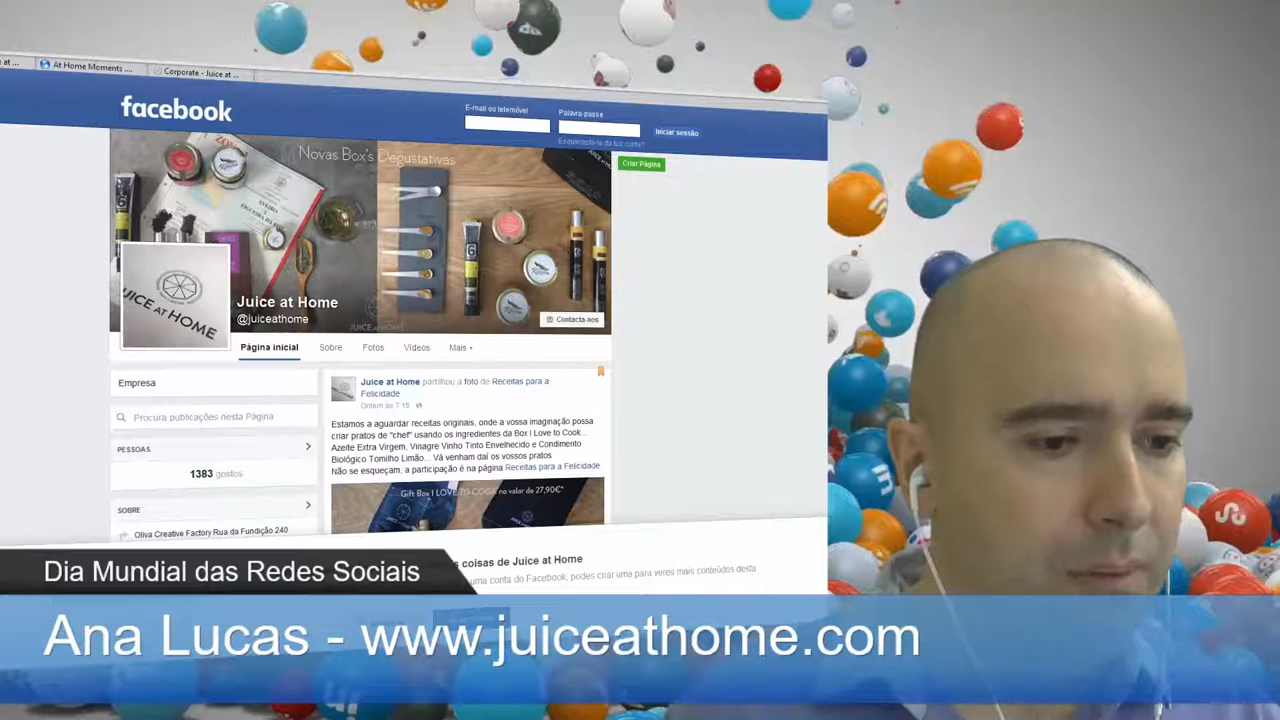 At Home Moments ...
Corporate - Juice at ...
facebook
E-mail ou telemóvel
Palavra-passe
Iniciar sessão
Esqueceste-te da tua conta?
Criar Página
Novas Box's Degustativas
JUICE AT HOME
Juice at Home
@juiceathome
JUICE AT HOME
Contacta-nos
Página inicial
Sobre
Fotos
Vídeos
Mais
Empresa
Procura publicações nesta Página
PESSOAS
1383 gostos
SOBRE
Oliva Creative Factory Rua da Fundição 240
Juice at Home partilhou a foto de Receitas para a
Felicidade
Ontem às 7:16
Estamos a aguardar receitas originais, onde a vossa imaginação possa
criar pratos de "chef" usando os ingredientes da Box I Love to Cook...
Azeite Extra Virgem, Vinagre Vinho Tinto Envelhecido e Condimento
Biológico Tomilho Limão... Vá venham daí os vossos pratos
Não se esqueçam, a participação é na página Receitas para a Felicidade
Gift Box I LOVE TO COOK no valor de 27,90€*
coisas de Juice at Home
uma conta do Facebook, podes criar uma para veres mais conteúdos desta
Dia Mundial das Redes Sociais
Ana Lucas - www.juiceathome.com